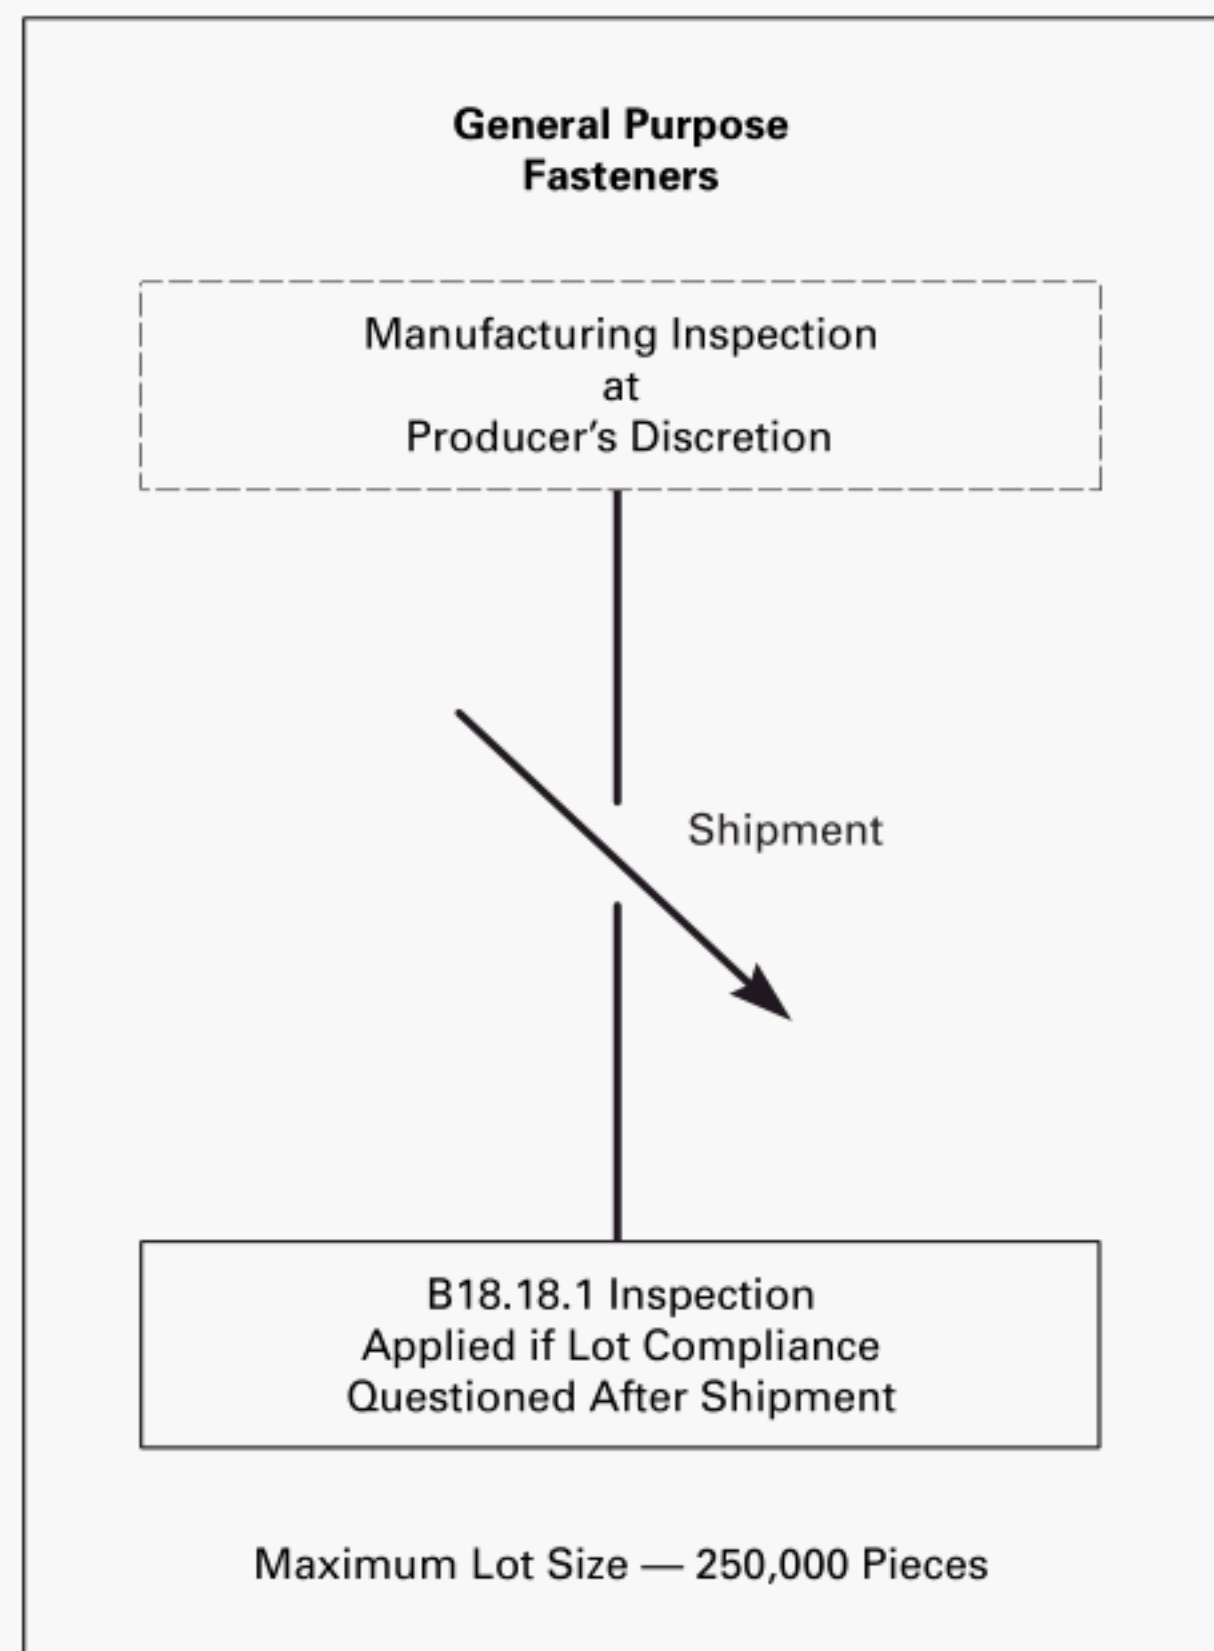 General Purpose
Fasteners
Manufacturing Inspection
at
Producer’s Discretion
Shipment
B18.18.1 Inspection
Applied if Lot Compliance
Questioned After Shipment
Maximum Lot Size — 250,000 Pieces